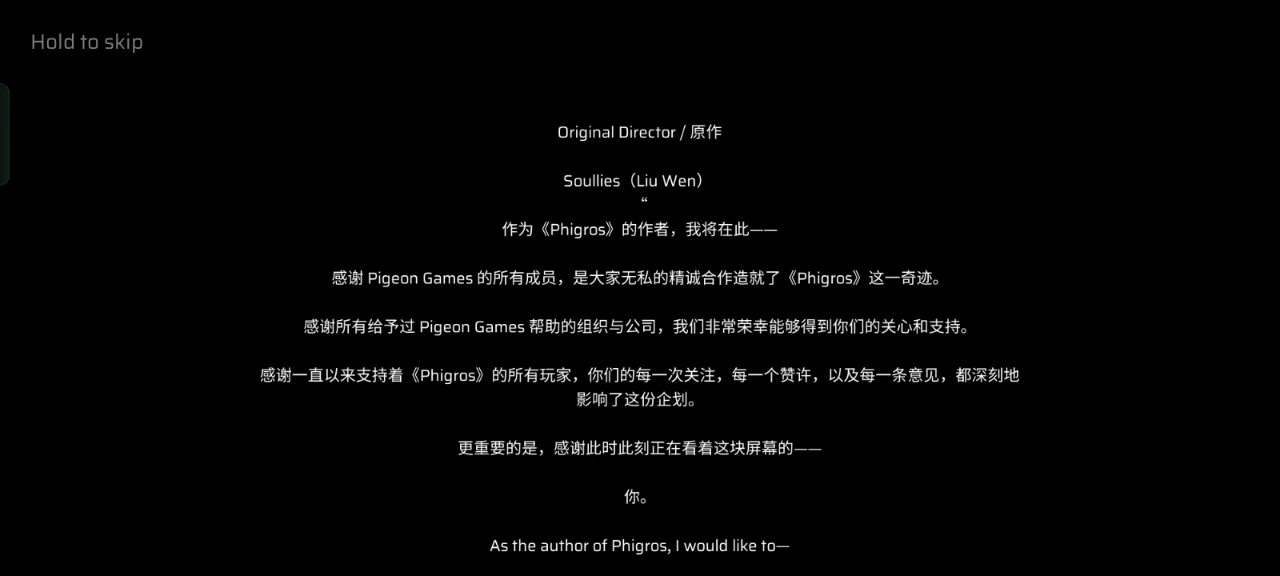 Hold to skip
Original Director / 原作
Soullies（Liu Wen）
“
作为《Phigros》的作者，我将在此——
感谢 Pigeon Games 的所有成员，是大家无私的精诚合作造就了《Phigros》这一奇迹。
感谢所有给予过 Pigeon Games 帮助的组织与公司，我们非常荣幸能够得到你们的关心和支持。
感谢一直以来支持着《Phigros》的所有玩家，你们的每一次关注，每一个赞许，以及每一条意见，都深刻地
影响了这份企划。
更重要的是，感谢此时此刻正在看着这块屏幕的——
你。
As the author of Phigros, I would like to—